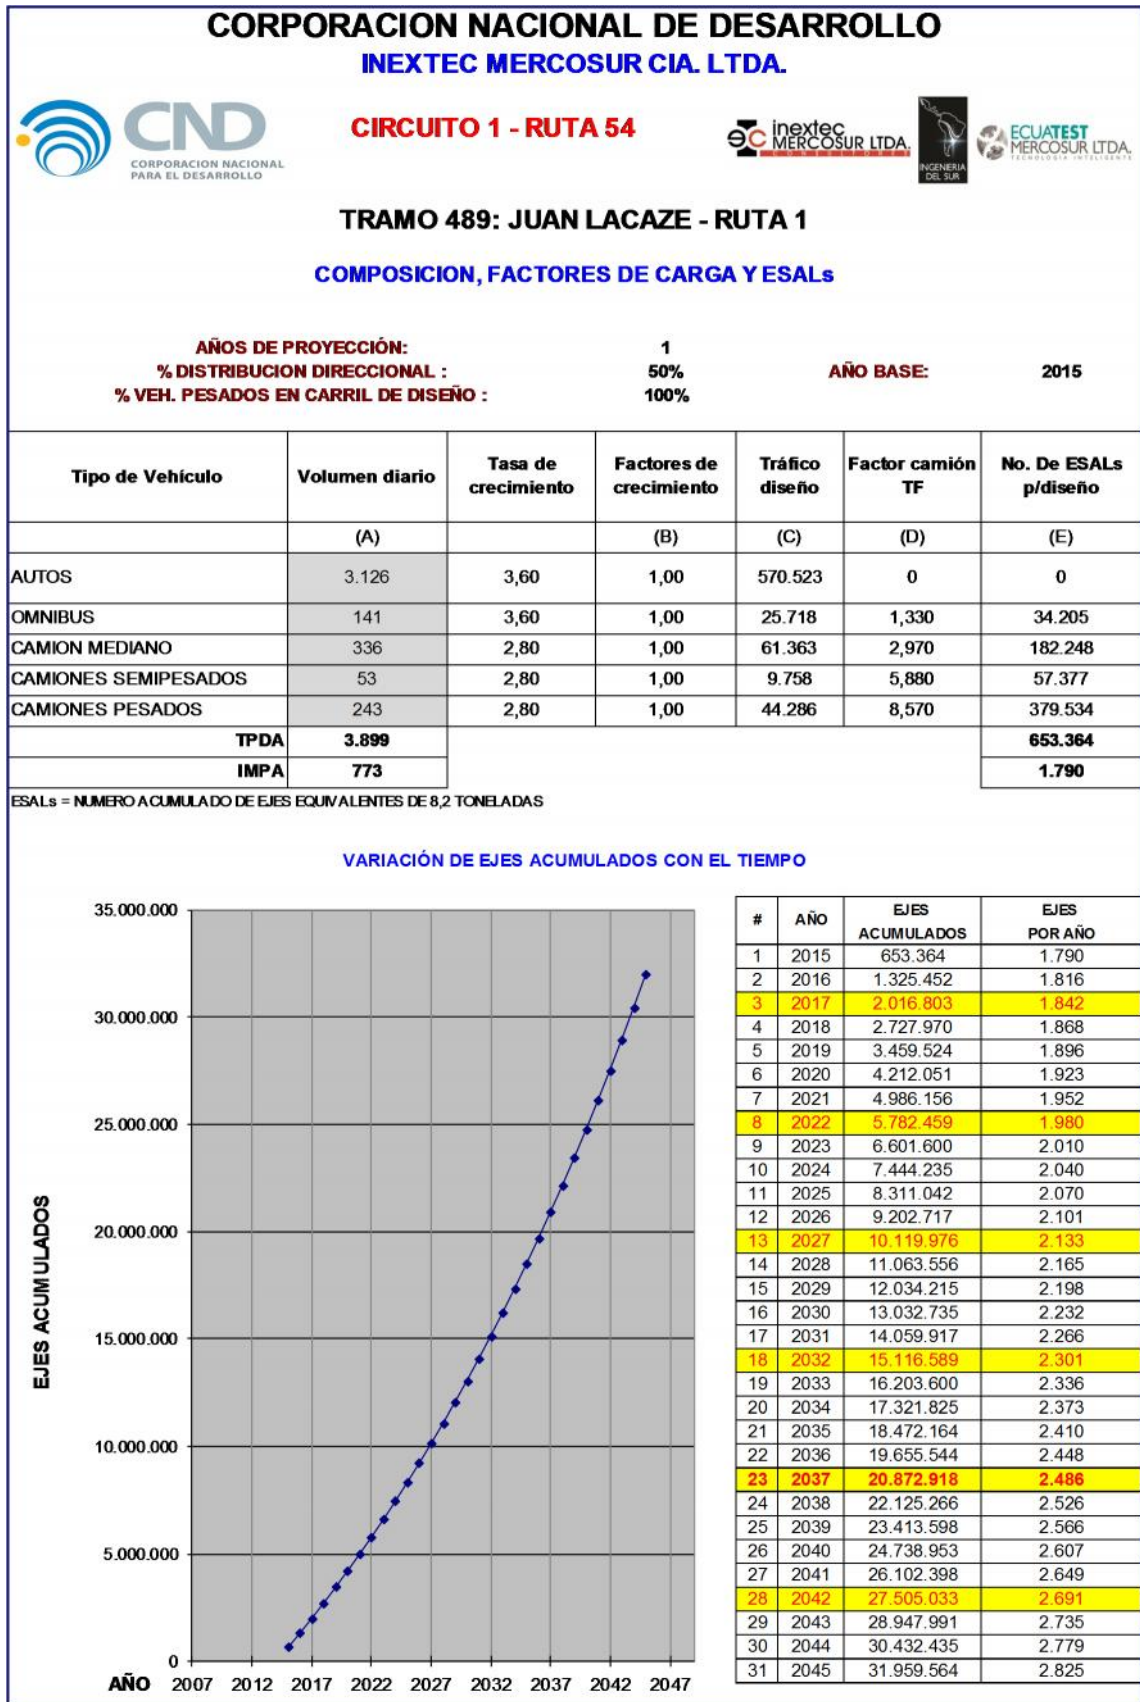 CORPORACION NACIONAL DE DESARROLLO
INEXTEC MERCOSUR CIA. LTDA.
CND
CORPORACION NACIONAL
PARA EL DESARROLLO
CIRCUITO 1 - RUTA 54
inextec
MERCOSUR LTDA.
CONSULTORES
INGENIERIA
DEL SUR
ECUATEST
MERCOSUR LTDA.
TECNOLOGIA INTELIGENTE
TRAMO 489: JUAN LACAZE - RUTA 1
COMPOSICION, FACTORES DE CARGA Y ESALs
AÑOS DE PROYECCIÓN: 1
% DISTRIBUCION DIRECCIONAL : 50% AÑO BASE: 2015
% VEH. PESADOS EN CARRIL DE DISEÑO : 100%
Tipo de Vehículo Volumen diario Tasa de crecimiento Factores de crecimiento Tráfico diseño Factor camión TF No. De ESALs p/diseño
(A) (B) (C) (D) (E)
AUTOS 3.126 3,60 1,00 570.523 0 0
OMNIBUS 141 3,60 1,00 25.718 1,330 34.205
CAMION MEDIANO 336 2,80 1,00 61.363 2,970 182.248
CAMIONES SEMIPESADOS 53 2,80 1,00 9.758 5,880 57.377
CAMIONES PESADOS 243 2,80 1,00 44.286 8,570 379.534
TPDA 3.899 653.364
IMPA 773 1.790
ESALs = NUMERO ACUMULADO DE EJES EQUIVALENTES DE 8,2 TONELADAS
VARIACIÓN DE EJES ACUMULADOS CON EL TIEMPO
EJES ACUMULADOS
35.000.000
30.000.000
25.000.000
20.000.000
15.000.000
10.000.000
5.000.000
0
AÑO 2007 2012 2017 2022 2027 2032 2037 2042 2047
# AÑO EJES ACUMULADOS EJES POR AÑO
1 2015 653.364 1.790
2 2016 1.325.452 1.816
3 2017 2.016.803 1.842
4 2018 2.727.970 1.868
5 2019 3.459.524 1.896
6 2020 4.212.051 1.923
7 2021 4.986.156 1.952
8 2022 5.782.459 1.980
9 2023 6.601.600 2.010
10 2024 7.444.235 2.040
11 2025 8.311.042 2.070
12 2026 9.202.717 2.101
13 2027 10.119.976 2.133
14 2028 11.063.556 2.165
15 2029 12.034.215 2.198
16 2030 13.032.735 2.232
17 2031 14.059.917 2.266
18 2032 15.116.589 2.301
19 2033 16.203.600 2.336
20 2034 17.321.825 2.373
21 2035 18.472.164 2.410
22 2036 19.655.544 2.448
23 2037 20.872.918 2.486
24 2038 22.125.266 2.526
25 2039 23.413.598 2.566
26 2040 24.738.953 2.607
27 2041 26.102.398 2.649
28 2042 27.505.033 2.691
29 2043 28.947.991 2.735
30 2044 30.432.435 2.779
31 2045 31.959.564 2.825